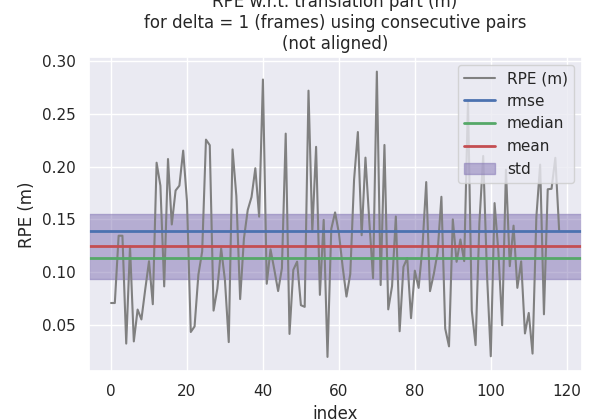 RPE w.r.t. translation part (m)
for delta = 1 (frames) using consecutive pairs
(not aligned)
0.30
0.25
0.20
0.15
0.10
0.05
RPE (m)
RPE (m)
rmse
median
mean
std
0 20 40 60 80 100 120
index